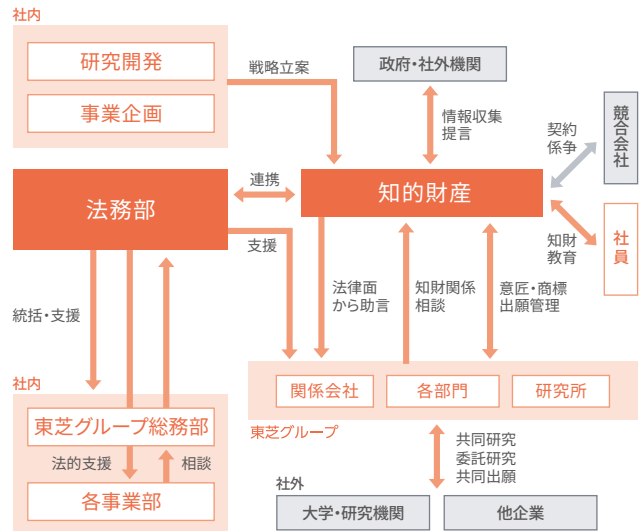 社内
研究開発
事業企画
戦略立案
政府・社外機関
情報収集
提言
契約
係争
競合会社
法務部
連携
知的財産
知財
教育
社員
支援
統括・支援
法律面
から助言
知財関係
相談
意匠・商標
出願管理
関係会社
各部門
研究所
東芝グループ
社内
東芝グループ総務部
法的支援
相談
各事業部
共同研究
委託研究
共同出願
社外
大学・研究機関
他企業